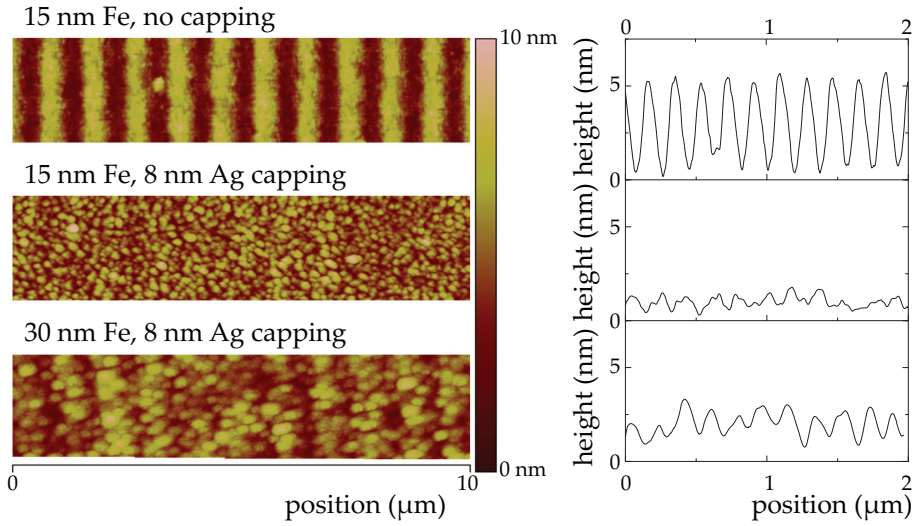 15 nm Fe, no capping
10 nm
15 nm Fe, 8 nm Ag capping
30 nm Fe, 8 nm Ag capping
0 nm
0
10
position (μm)
0
1
2
5
0
height (nm)
5
0
height (nm)
5
0
height (nm)
0
1
2
position (μm)